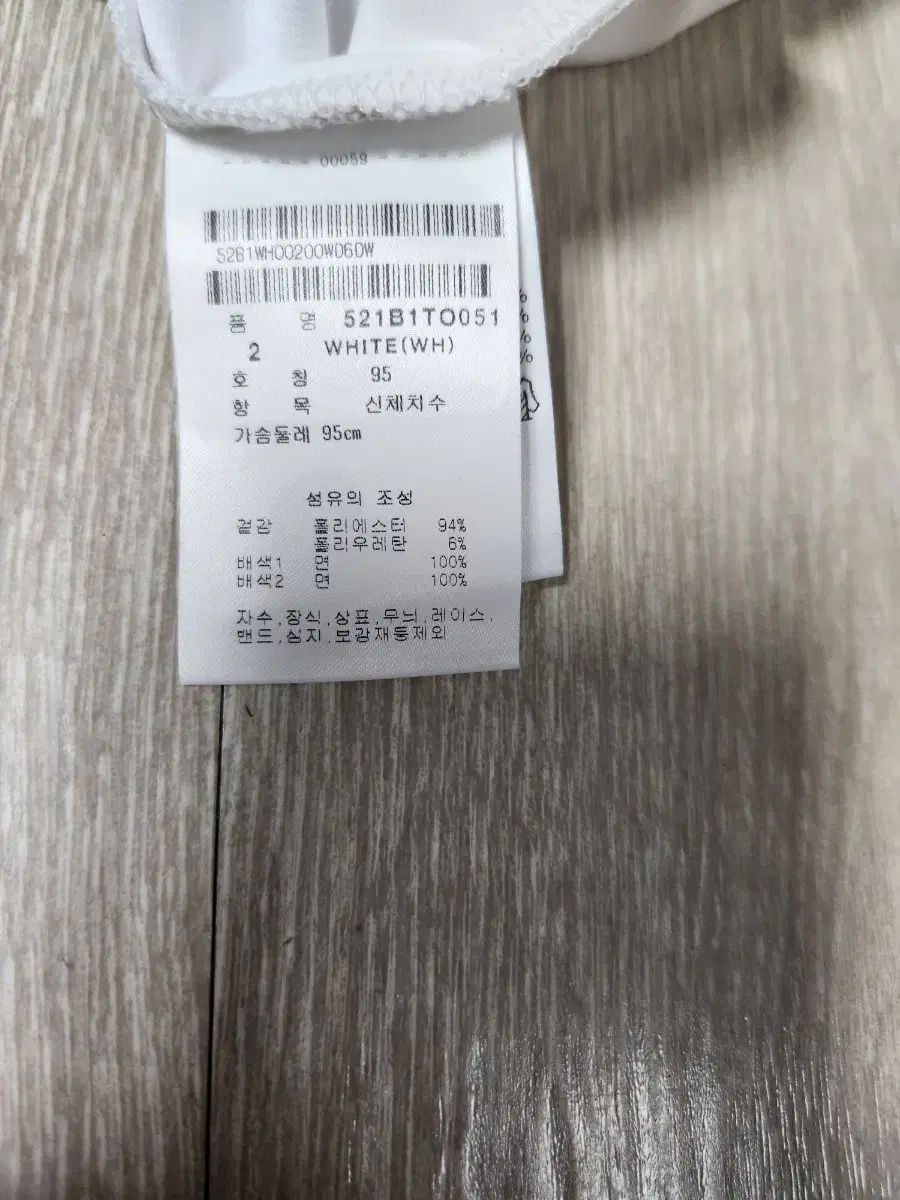 00059
52B1WH00200W06DW
품 명 521B1TO051
2 WHITE(WH)
호 칭 95
항 목 신체치수
가슴둘레 95cm
섬유의 조성
겉감 폴리에스터 94%
폴리우레탄 6%
배색1 면 100%
배색2 면 100%
자수,장식,상표,무늬,레이스,
밴드,심지,보강재등제외
%
%
%
%